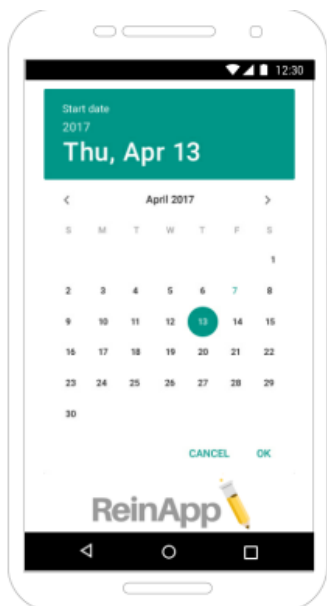 12:30
Start date
2017
Thu, Apr 13
April 2017
S M T W T F S
1
2 3 4 5 6 7 8
9 10 11 12 13 14 15
16 17 18 19 20 21 22
23 24 25 26 27 28 29
30
CANCEL OK
ReinApp